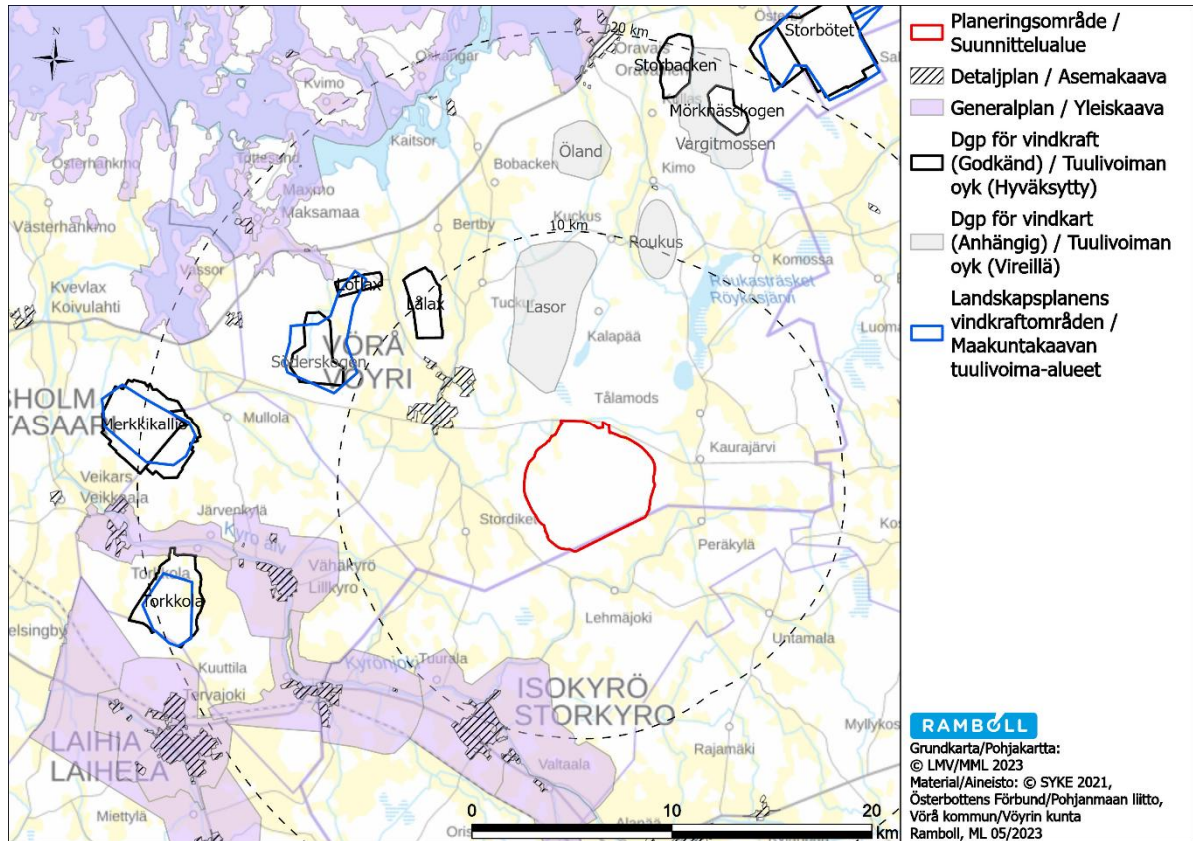 N
20 km
Oravais
Oravainen
Storbötet
Storbacken
Oxkangar
Kvimo
Mörknässkogen
Vargitmossen
Kaitsor
Öland
Österhankmo
Bobacken
Kimo
Maxmo
Maksamaa
Västerhankmo
Kuckus
Bertby
10 km
Roukus
Komossa
Vassor
Kvevlax
Koivulahti
Lotlax
Lålax
Röukasträsket
Röykasjärvi
Lasor
Kalapää
VÖRÅ
VÖYRI
Söderskogen
Tålamods
Merkkikallio
Mullola
Kaurajärvi
Veikars
Veikkaala
Järvenkylä
Stordiket
Kyro älv
Peräkylä
Torkkola
Vähäkyrö
Lillkyro
Torkkola
Lehmäjoki
Untamala
Kuuttila
Kyrönjoki
Tuurala
Tervajoki
ISOKYRÖ
STORKYRO
LAIHIA
LAIHELA
Rajamäki
Valtaala
Miettylä
0 10 20
km
Planeringsområde /
Suunnittelualue
Detaljplan / Asemakaava
Generalplan / Yleiskaava
Dgp för vindkraft
(Godkänd) / Tuulivoiman
oyk (Hyväksytty)
Dgp för vindkart
(Anhängig) / Tuulivoiman
oyk (Vireillä)
Landskapsplanens
vindkraftområden /
Maakuntakaavan
tuulivoima-alueet
RAMBOLL
Grundkarta/Pohjakartta:
© LMV/MML 2023
Material/Aineisto: © SYKE 2021,
Österbottens Förbund/Pohjanmaan liitto,
Vörå kommun/Vöyrin kunta
Ramboll, ML 05/2023